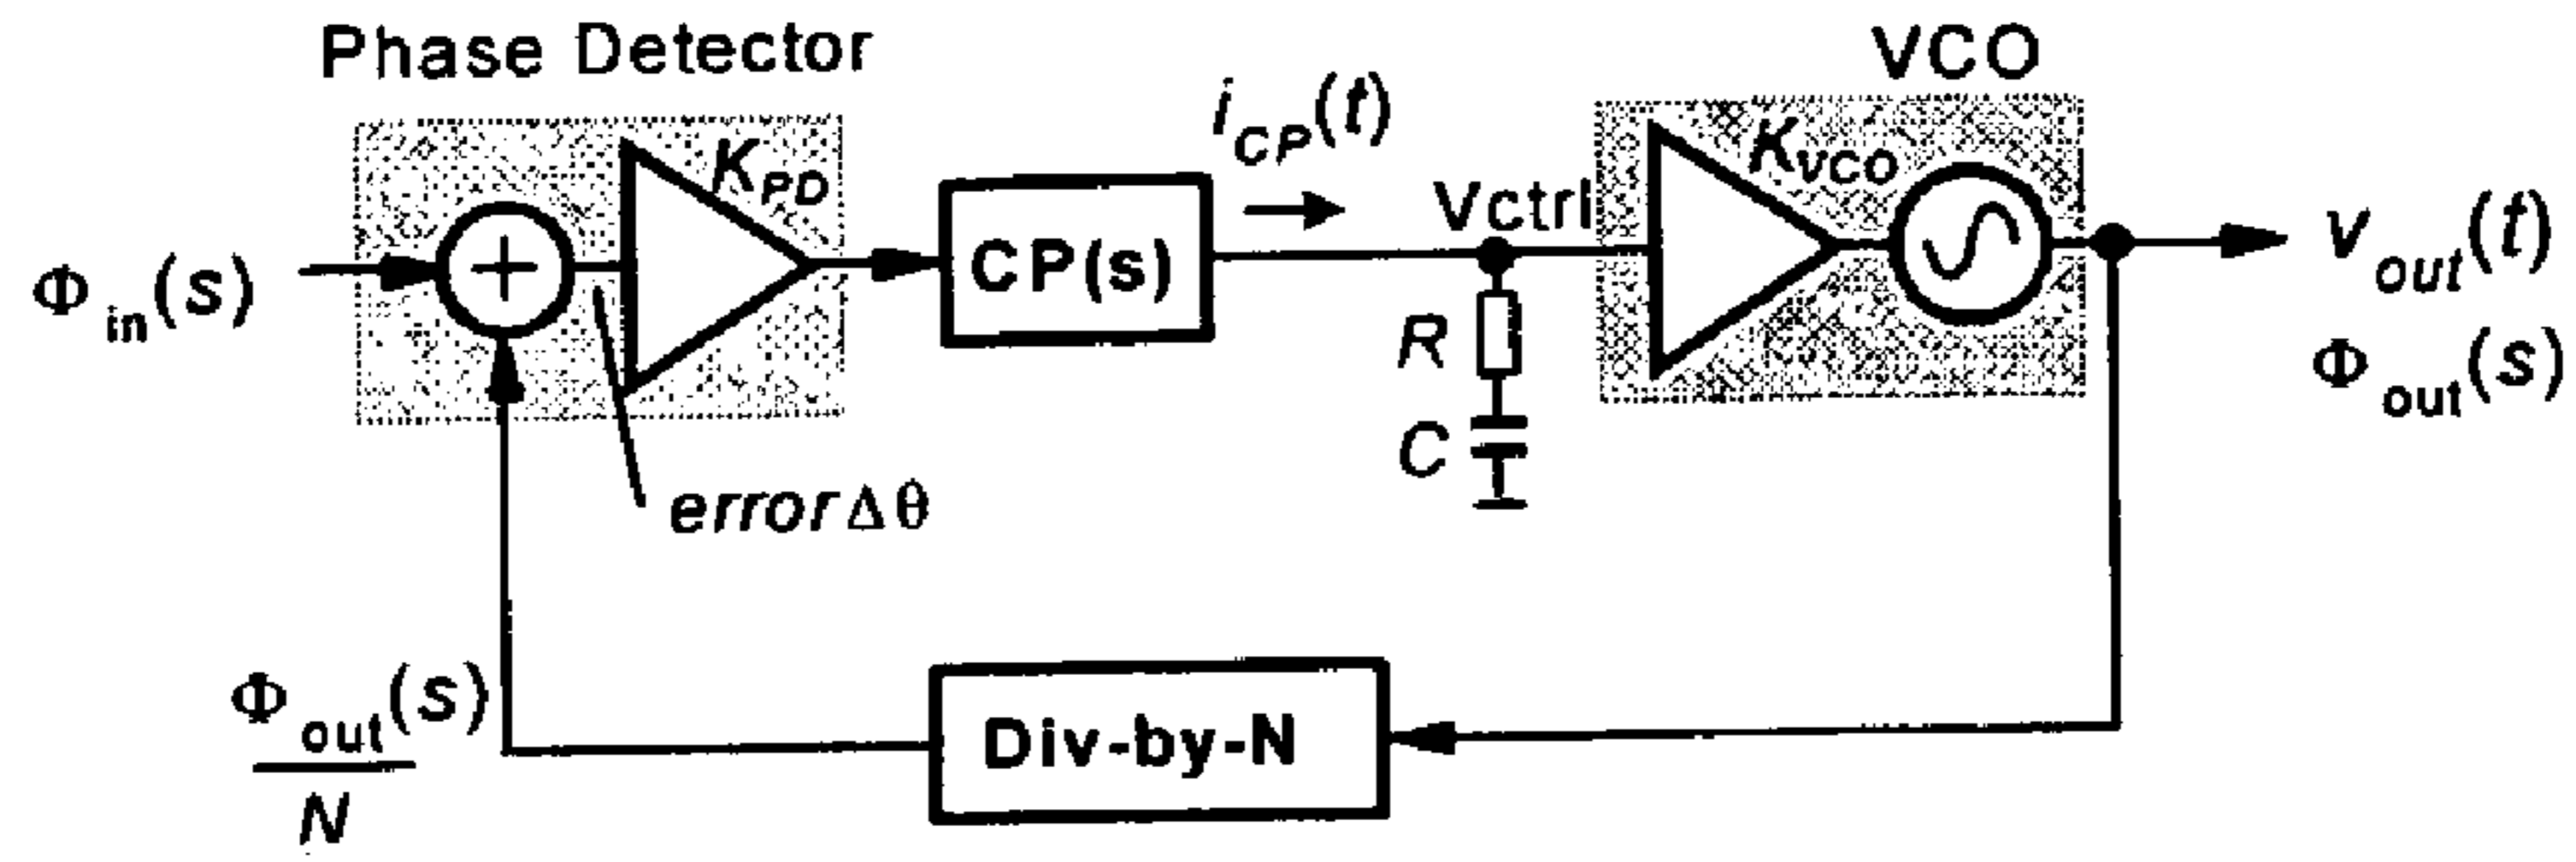 Phase Detector
VCO
i_CP(t)
K_PD
K_VCO
Vctrl
Φ_in(s)
CP(s)
v_out(t)
R
Φ_out(s)
C
error Δθ
Φ_out(s)
N
Div-by-N